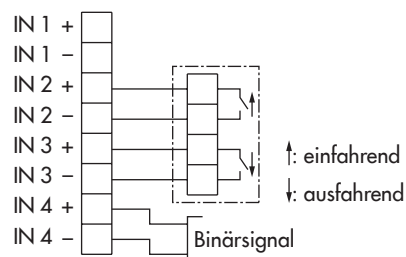 IN 1 +
IN 1 –
IN 2 +
IN 2 –
IN 3 +
IN 3 –
IN 4 +
IN 4 –
↑: einfahrend
↓: ausfahrend
Binärsignal